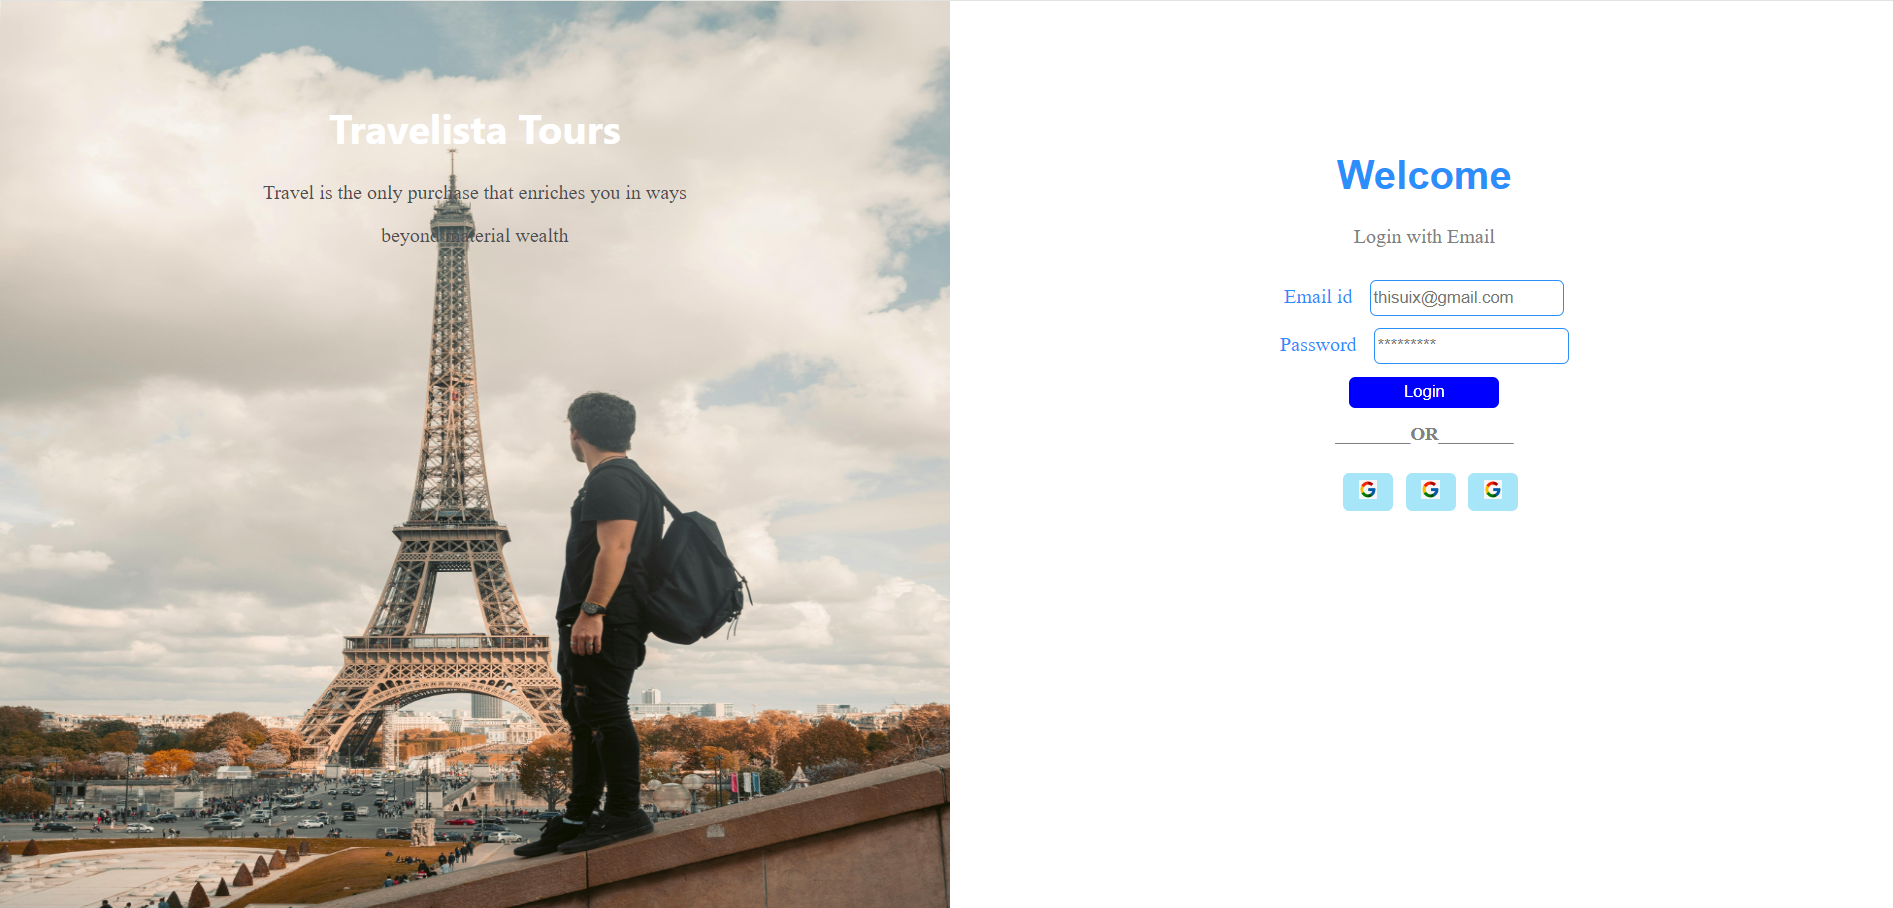 Travelista Tours
Travel is the only purchase that enriches you in ways
beyond material wealth
Welcome
Login with Email
Email id thisuix@gmail.com
Password *********
Login
________OR________
G G G